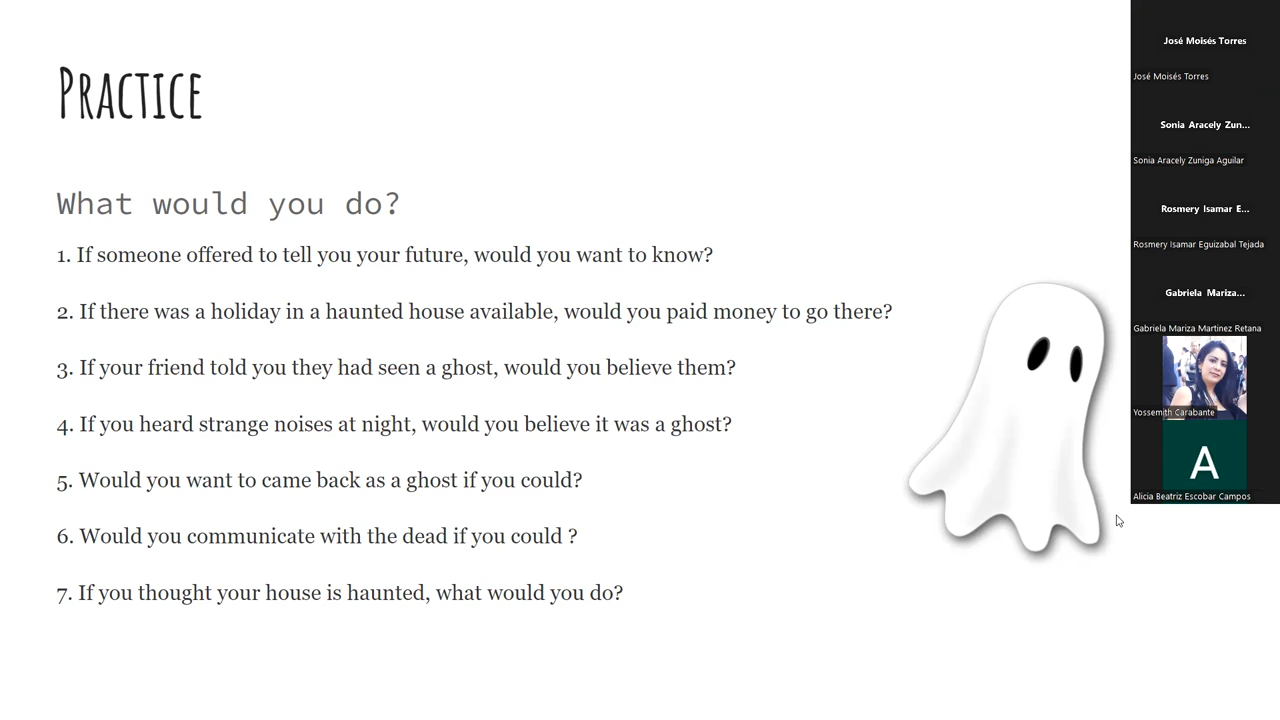 Practice
What would you do?
1. If someone offered to tell you your future, would you want to know?
2. If there was a holiday in a haunted house available, would you paid money to go there?
3. If your friend told you they had seen a ghost, would you believe them?
4. If you heard strange noises at night, would you believe it was a ghost?
5. Would you want to came back as a ghost if you could?
6. Would you communicate with the dead if you could ?
7. If you thought your house is haunted, what would you do?
José Moisés Torres
José Moisés Torres
Sonia Aracely Zun...
Sonia Aracely Zuniga Aguilar
Rosmery Isamar E...
Rosmery Isamar Eguizabal Tejada
Gabriela Mariza...
Gabriela Mariza Martinez Retana
Yossemith Carabante
A
Alicia Beatriz Escobar Campos